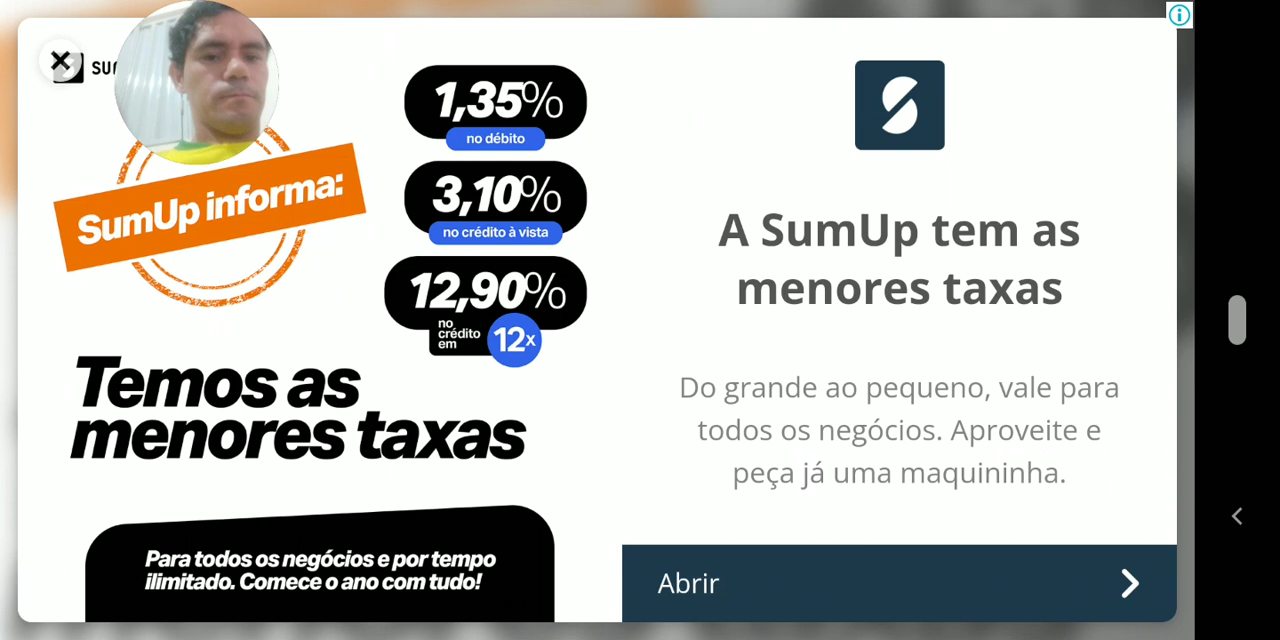 SumUp informa:
1,35%
no débito
3,10%
no crédito à vista
12,90%
no
crédito
em
12x
Temos as
menores taxas
Para todos os negócios e por tempo
ilimitado. Comece o ano com tudo!
A SumUp tem as
menores taxas
Do grande ao pequeno, vale para
todos os negócios. Aproveite e
peça já uma maquininha.
Abrir